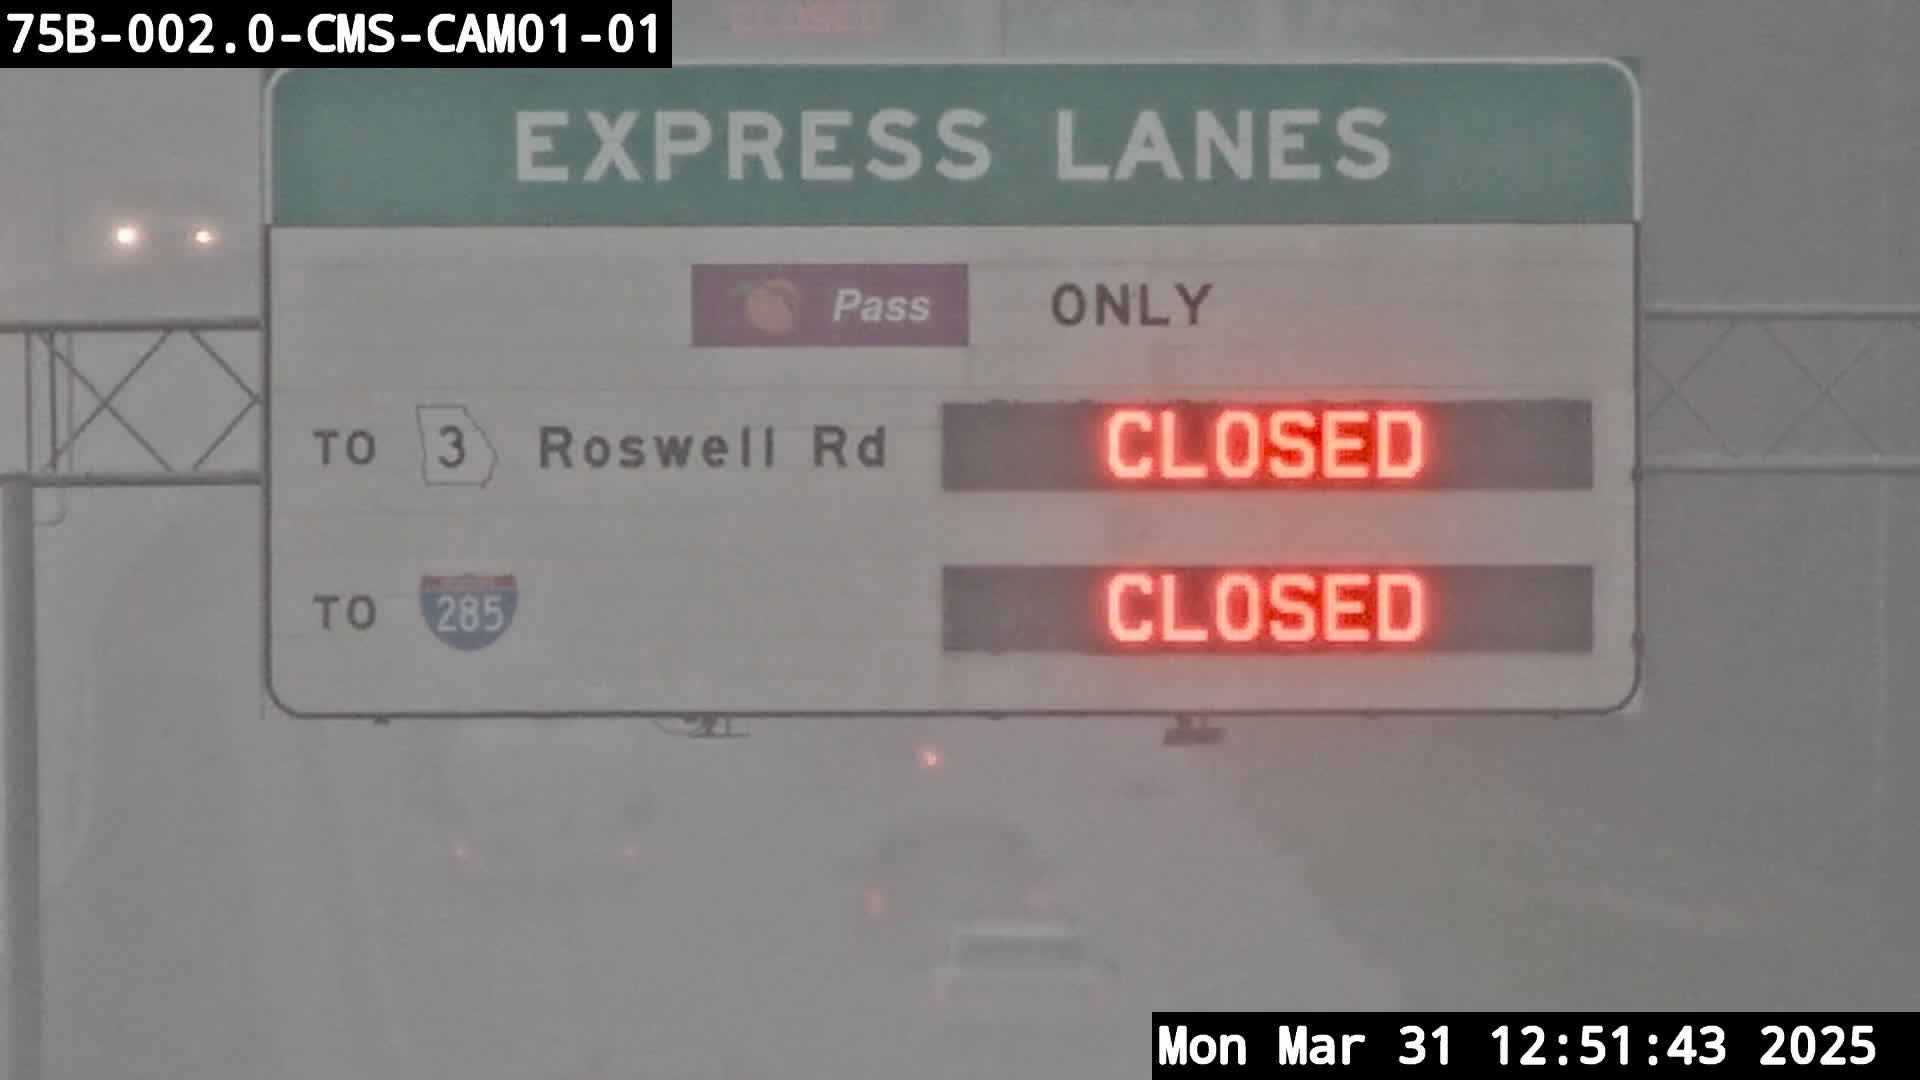 75B-002.0-CMS-CAM01-01
CLOSED
EXPRESS LANES
Pass ONLY
TO 3 Roswell Rd CLOSED
TO 285 CLOSED
Mon Mar 31 12:51:43 2025